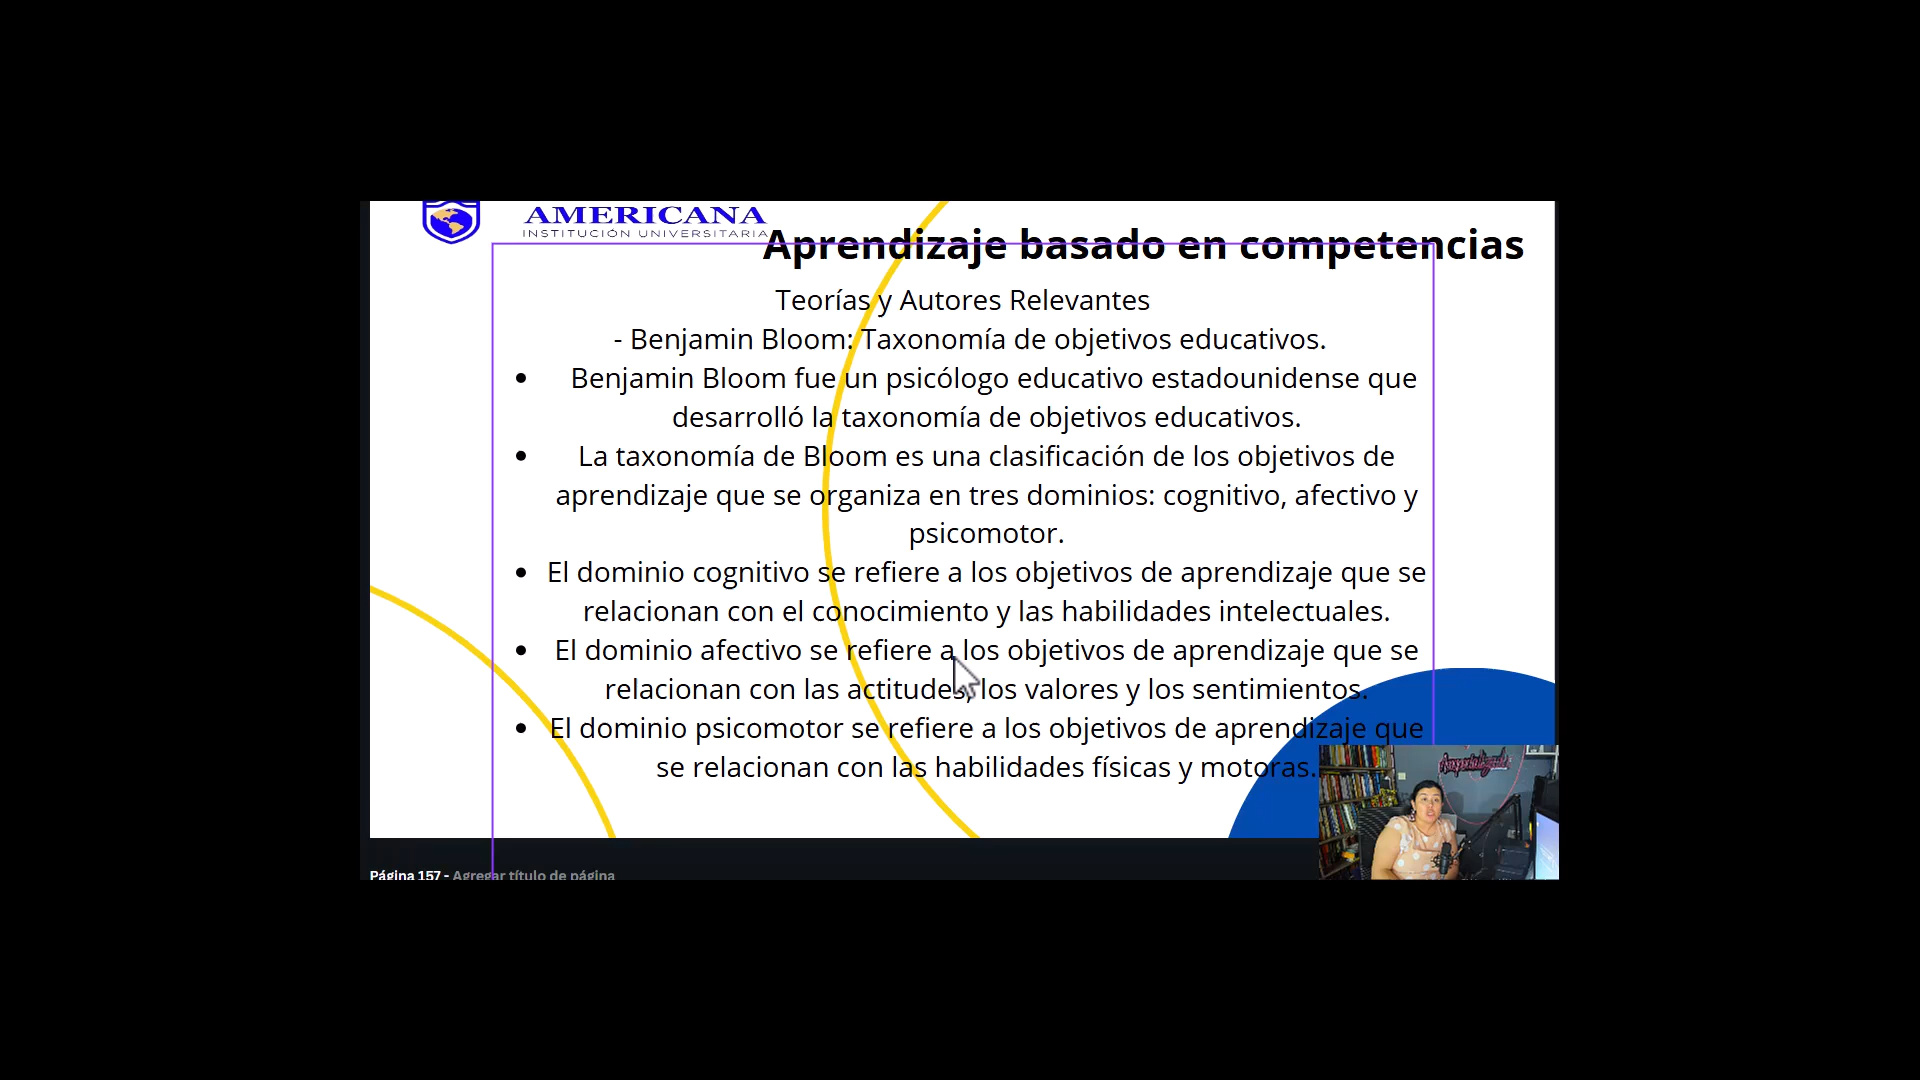 AMERICANA
INSTITUCIÓN UNIVERSITARIA
Aprendizaje basado en competencias
Teorías y Autores Relevantes
- Benjamin Bloom: Taxonomía de objetivos educativos.
• Benjamin Bloom fue un psicólogo educativo estadounidense que
desarrolló la taxonomía de objetivos educativos.
• La taxonomía de Bloom es una clasificación de los objetivos de
aprendizaje que se organiza en tres dominios: cognitivo, afectivo y
psicomotor.
• El dominio cognitivo se refiere a los objetivos de aprendizaje que se
relacionan con el conocimiento y las habilidades intelectuales.
• El dominio afectivo se refiere a los objetivos de aprendizaje que se
relacionan con las actitudes, los valores y los sentimientos.
• El dominio psicomotor se refiere a los objetivos de aprendizaje que
se relacionan con las habilidades físicas y motoras.
Página 157 - Agregar título de página